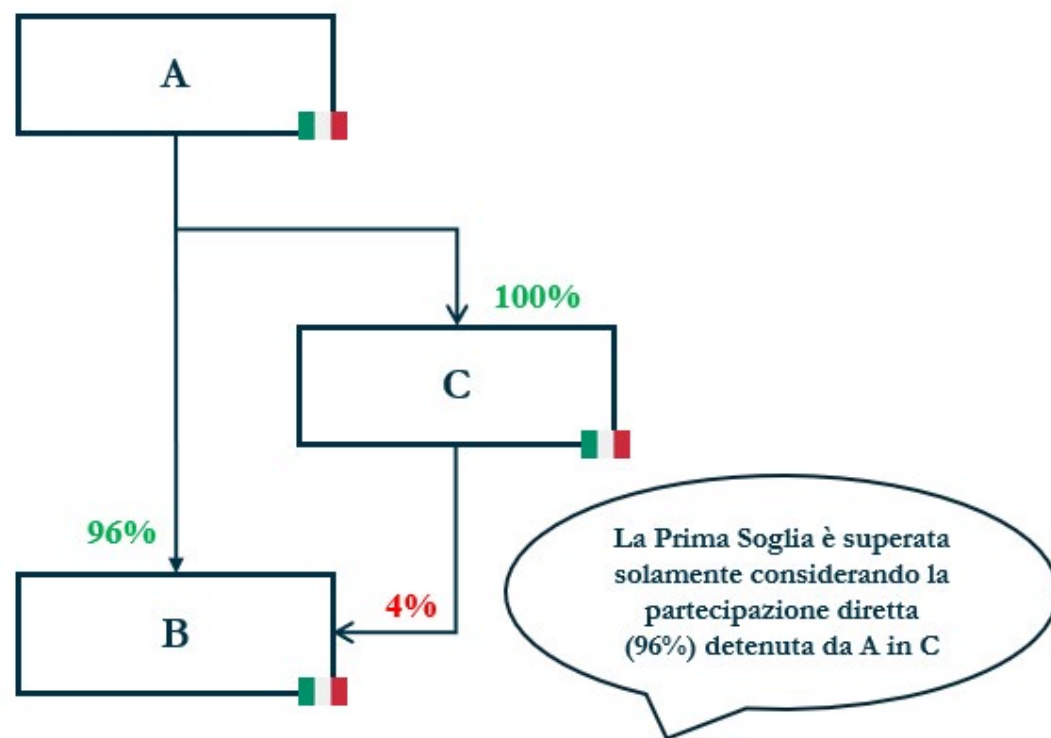 A
100%
C
96%
4%
B
La Prima Soglia è superata
solamente considerando la
partecipazione diretta
(96%) detenuta da A in C